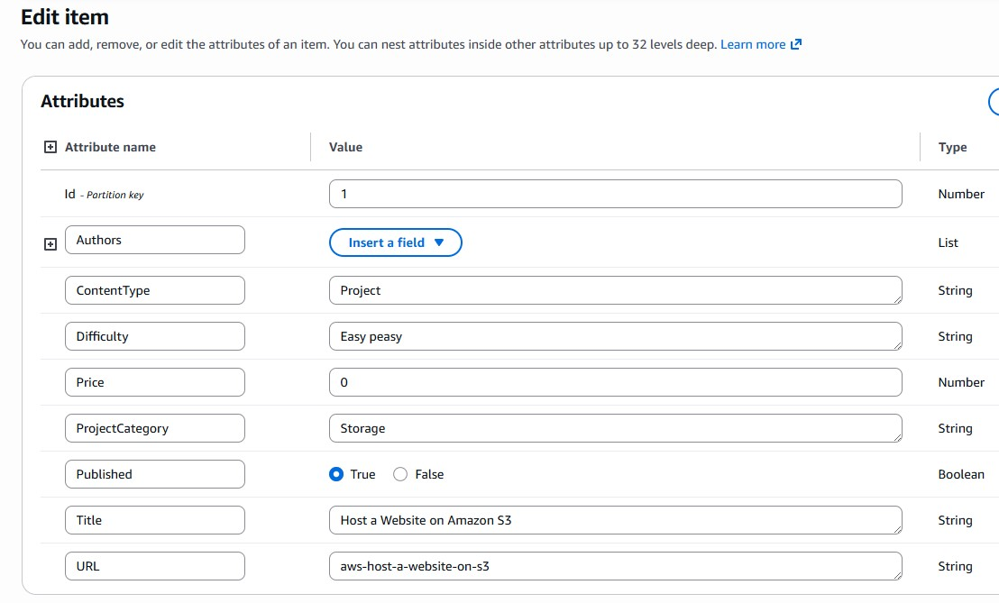 Edit item
You can add, remove, or edit the attributes of an item. You can nest attributes inside other attributes up to 32 levels deep. Learn more
Attributes
Attribute name Value Type
Id - Partition key 1 Number
Authors Insert a field List
ContentType Project String
Difficulty Easy peasy String
Price 0 Number
ProjectCategory Storage String
Published True False Boolean
Title Host a Website on Amazon S3 String
URL aws-host-a-website-on-s3 String